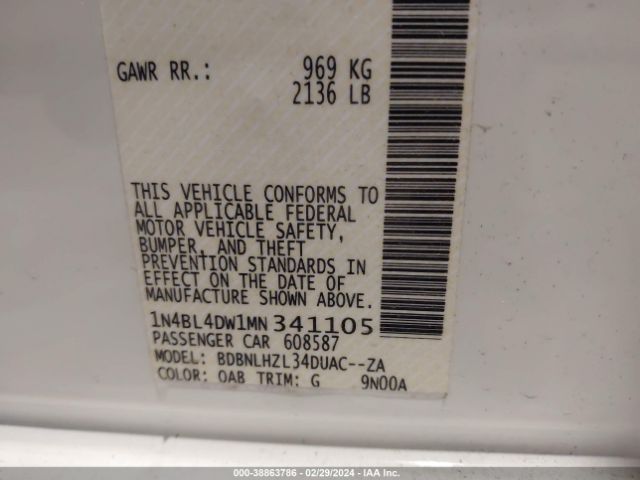 GAWR RR.: 969 KG
2136 LB
THIS VEHICLE CONFORMS TO
ALL APPLICABLE FEDERAL
MOTOR VEHICLE SAFETY,
BUMPER, AND THEFT
PREVENTION STANDARDS IN
EFFECT ON THE DATE OF
MANUFACTURE SHOWN ABOVE.
1N4BL4DW1MN341105
PASSENGER CAR 608587
MODEL: BDBNLHZL34DUAC--ZA
COLOR: OAB TRIM: G 9N00A
000-38863786 - 02/29/2024 - IAA Inc.